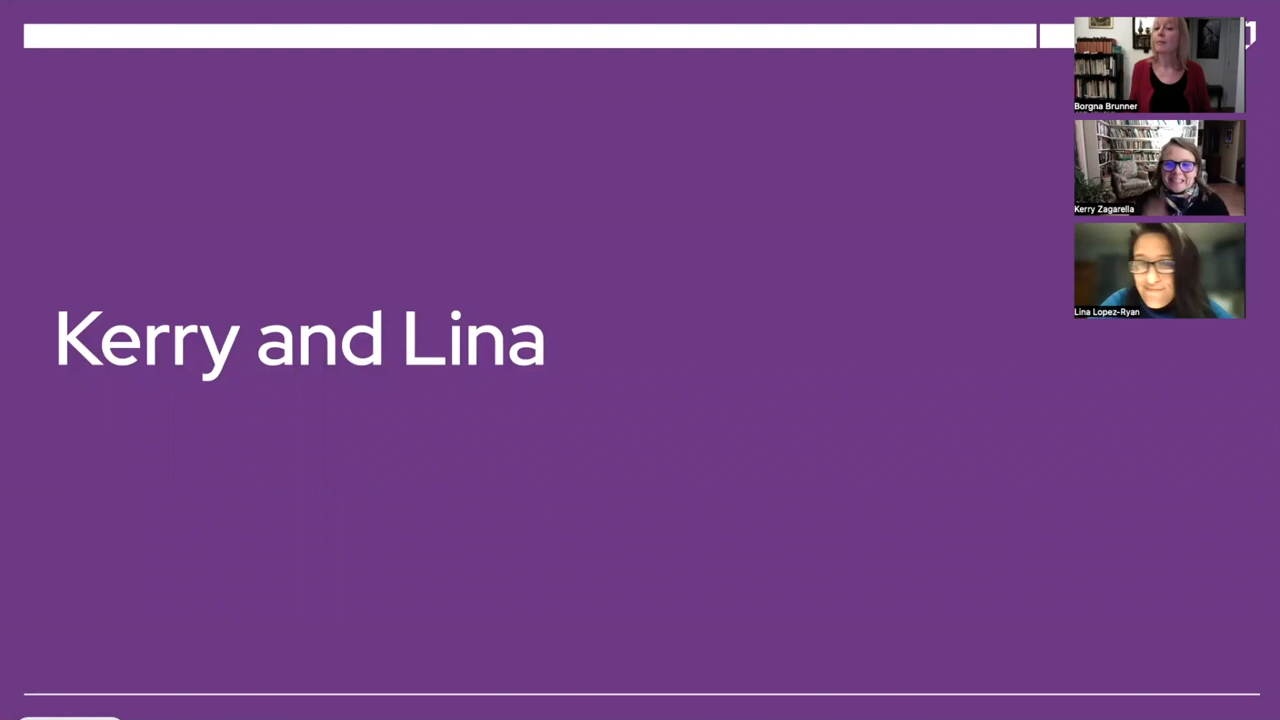 Kerry and Lina
Borgna Brunner
Kerry Zagarella
Lina Lopez-Ryan